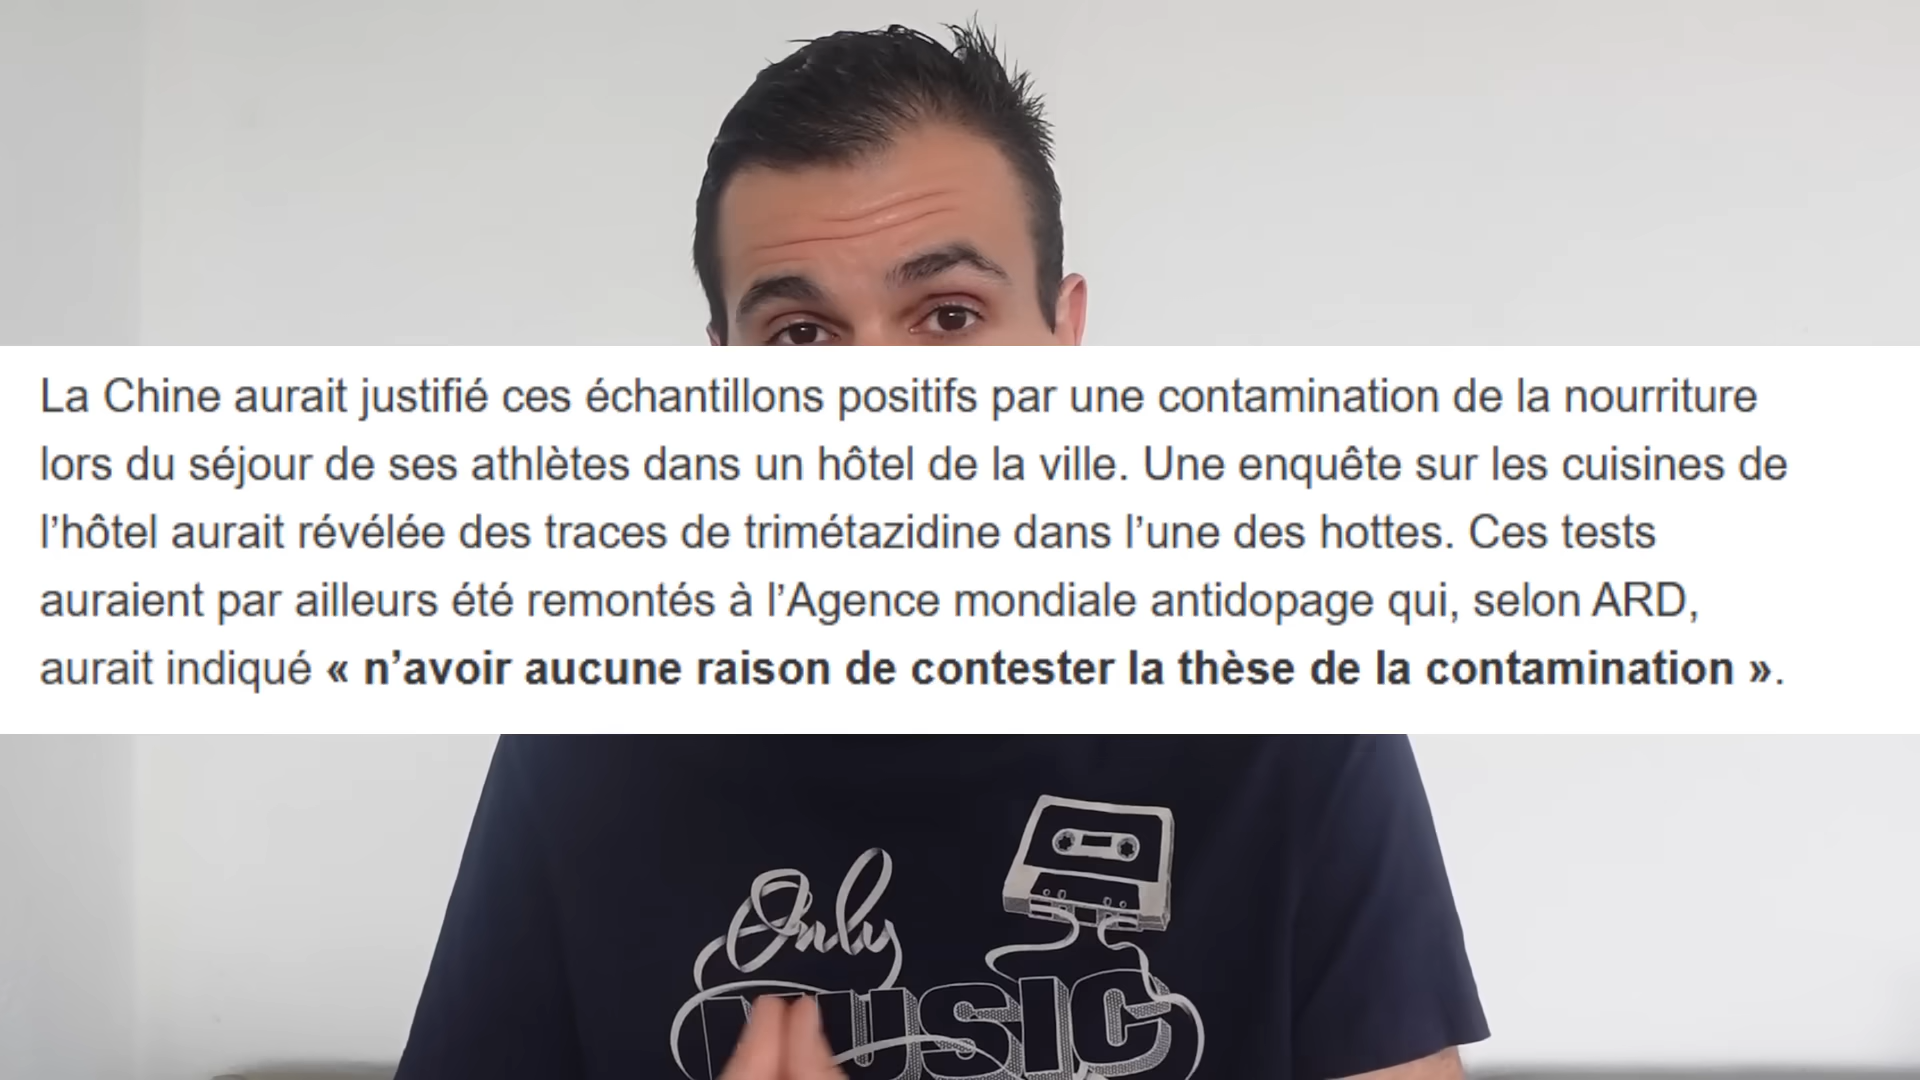 La Chine aurait justifié ces échantillons positifs par une contamination de la nourriture
lors du séjour de ses athlètes dans un hôtel de la ville. Une enquête sur les cuisines de
l’hôtel aurait révélée des traces de trimétazidine dans l’une des hottes. Ces tests
auraient par ailleurs été remontés à l’Agence mondiale antidopage qui, selon ARD,
aurait indiqué « n’avoir aucune raison de contester la thèse de la contamination ».
Only
MUSIC